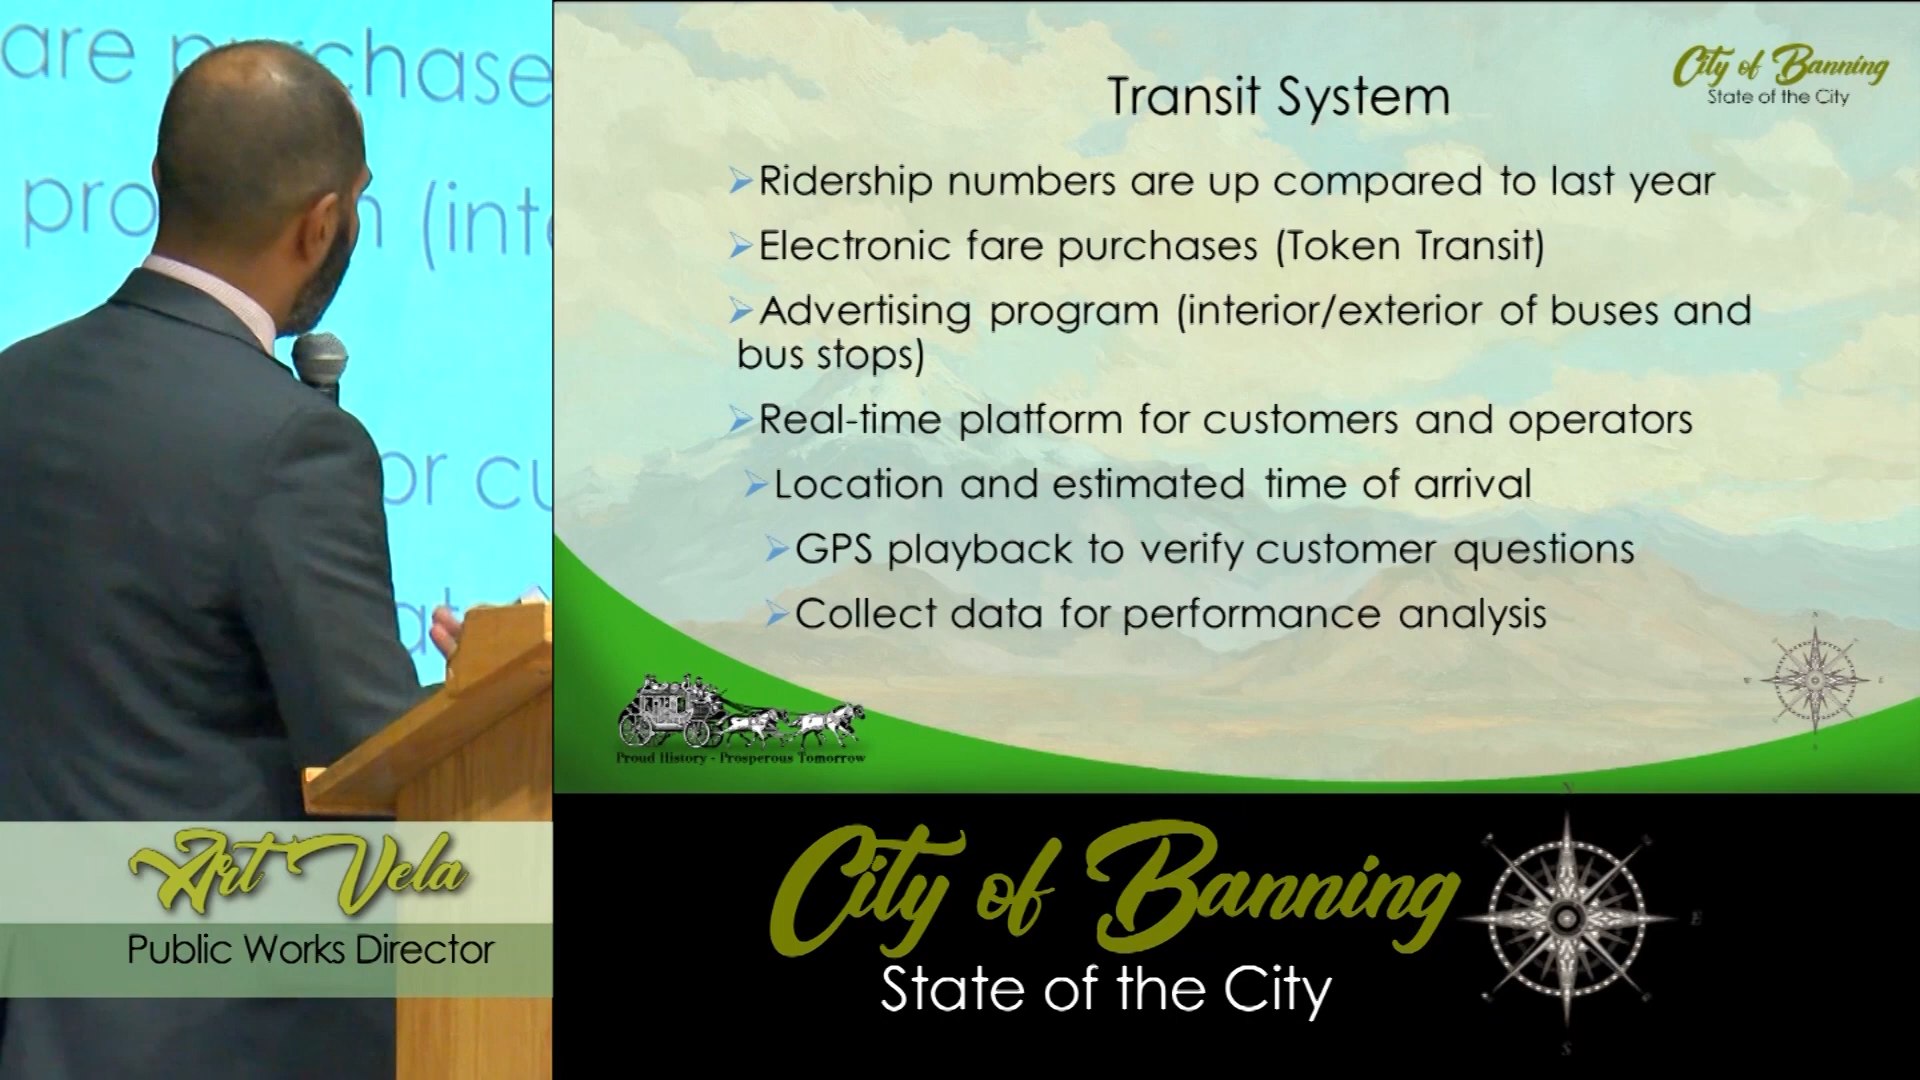 are purchase
program (inte
or cu
at
Transit System
City of Banning
State of the City
Ridership numbers are up compared to last year
Electronic fare purchases (Token Transit)
Advertising program (interior/exterior of buses and
bus stops)
Real-time platform for customers and operators
Location and estimated time of arrival
GPS playback to verify customer questions
Collect data for performance analysis
Proud History - Prosperous Tomorrow
Art Vela
Public Works Director
City of Banning
State of the City
N
E
S